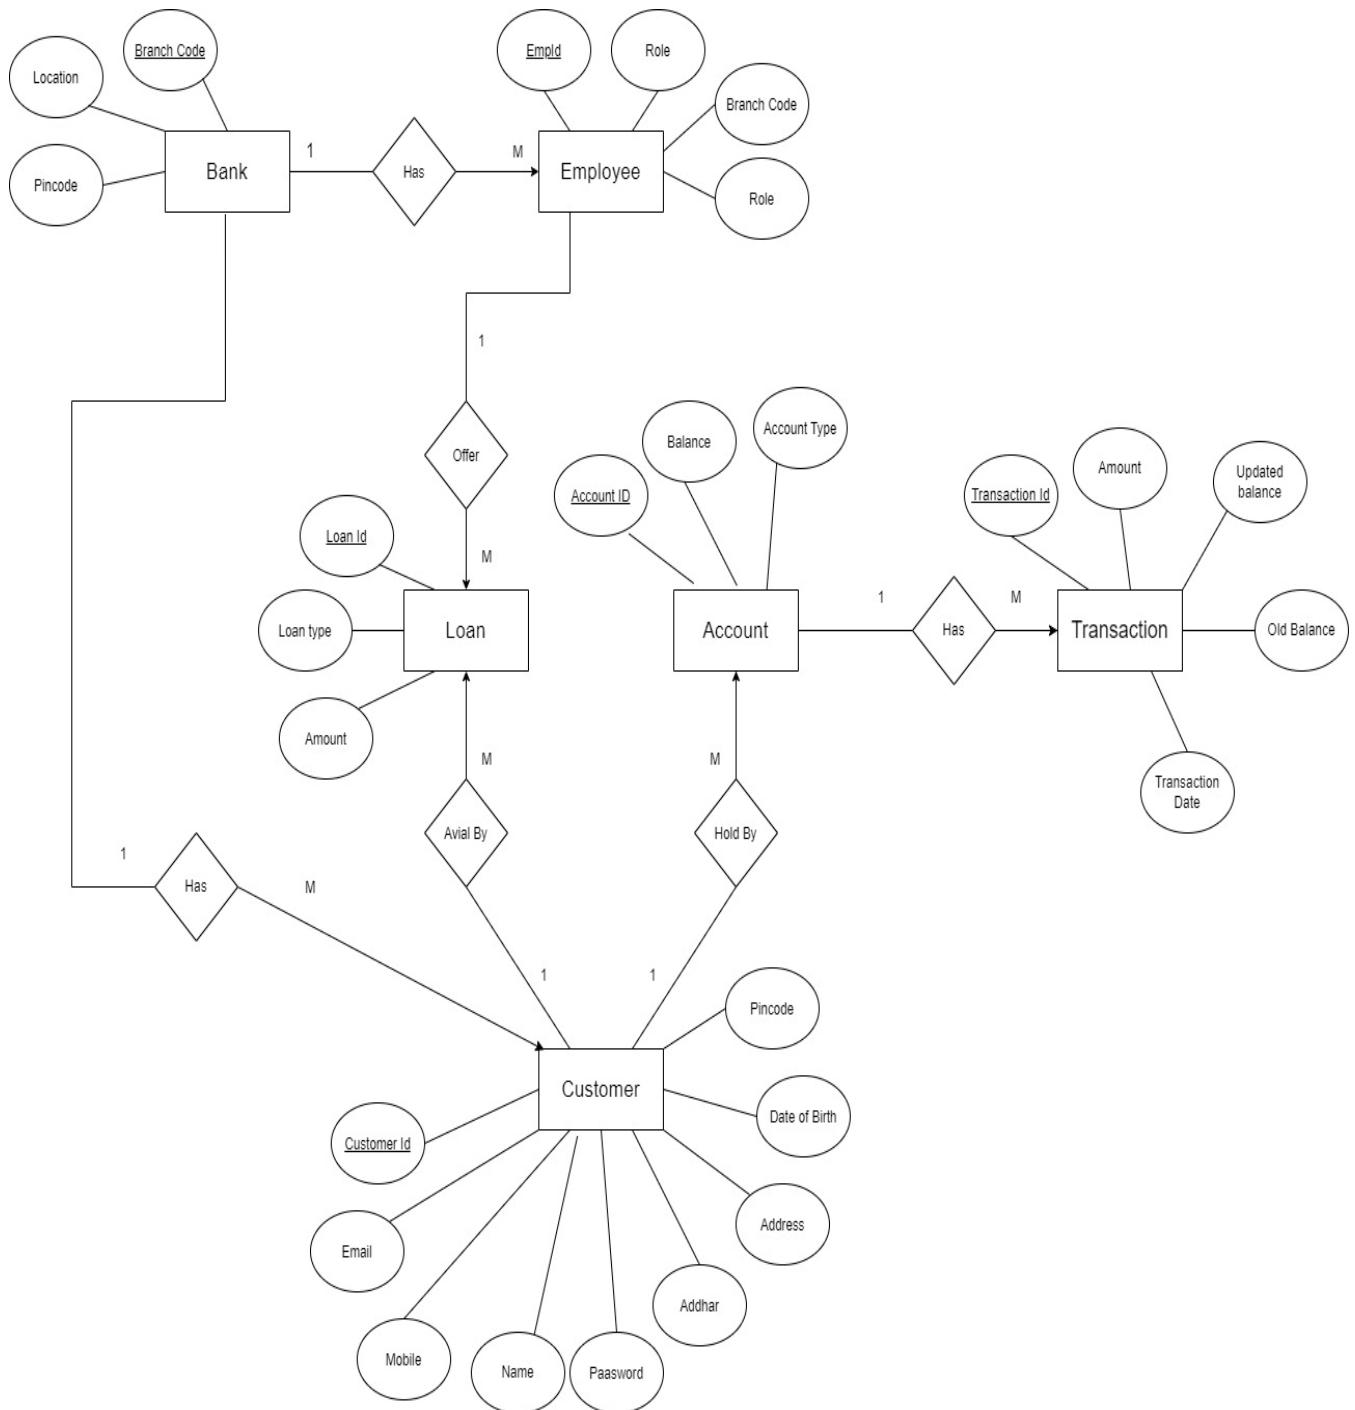 Branch Code
Location
Pincode
Bank
1
Has
M
EmpId
Role
Branch Code
Employee
Role
1
Offer
M
Loan Id
Loan type
Loan
Amount
Account ID
Balance
Account Type
Account
1
Has
M
Transaction Id
Amount
Updated
balance
Transaction
Old Balance
Transaction
Date
M
Avial By
1
M
Hold By
1
1
Has
M
Customer
Pincode
Date of Birth
Address
Addhar
Paasword
Name
Mobile
Email
Customer Id